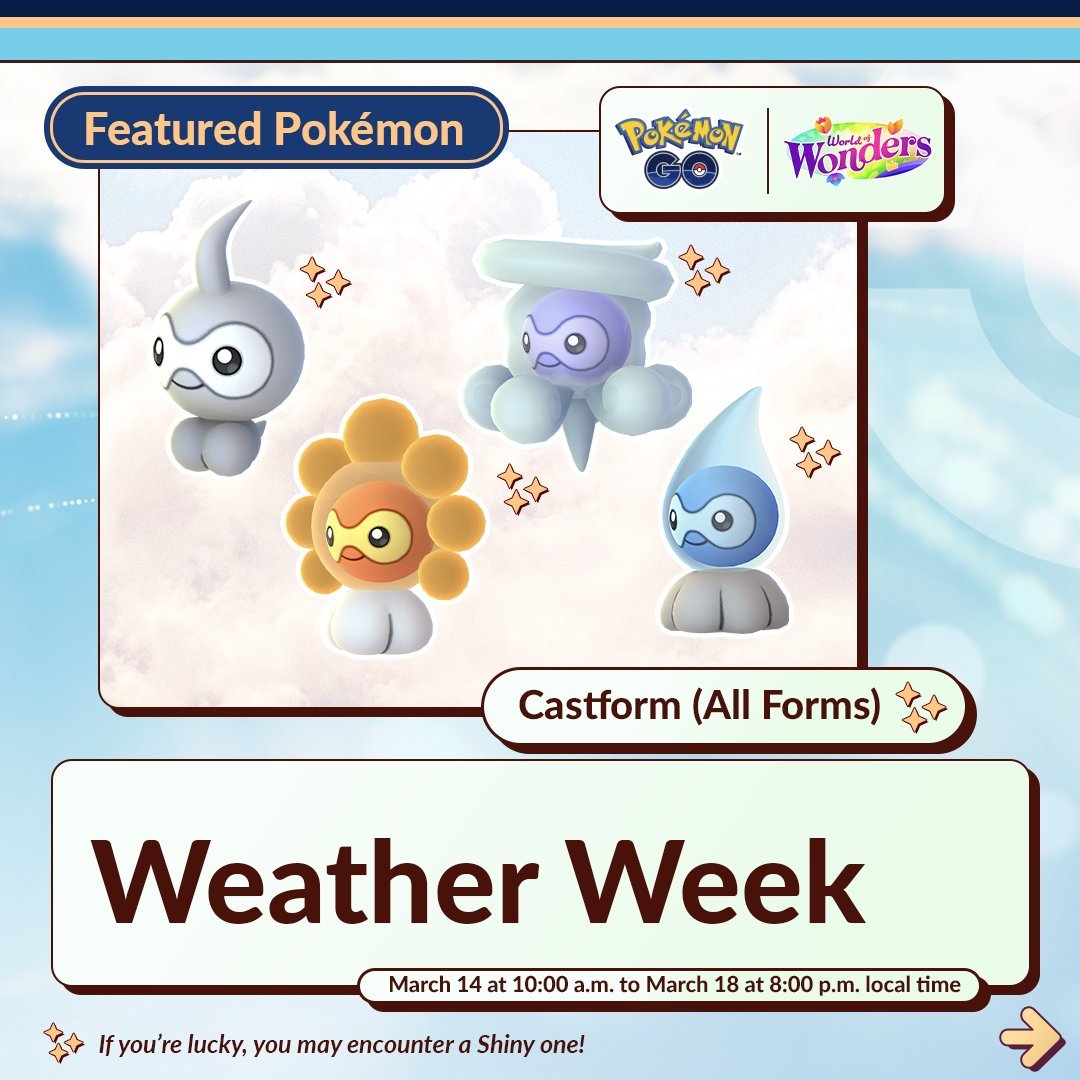 Featured Pokémon
POKÉMON
GO
World of
Wonders
Castform (All Forms)
Weather Week
March 14 at 10:00 a.m. to March 18 at 8:00 p.m. local time
If you're lucky, you may encounter a Shiny one!